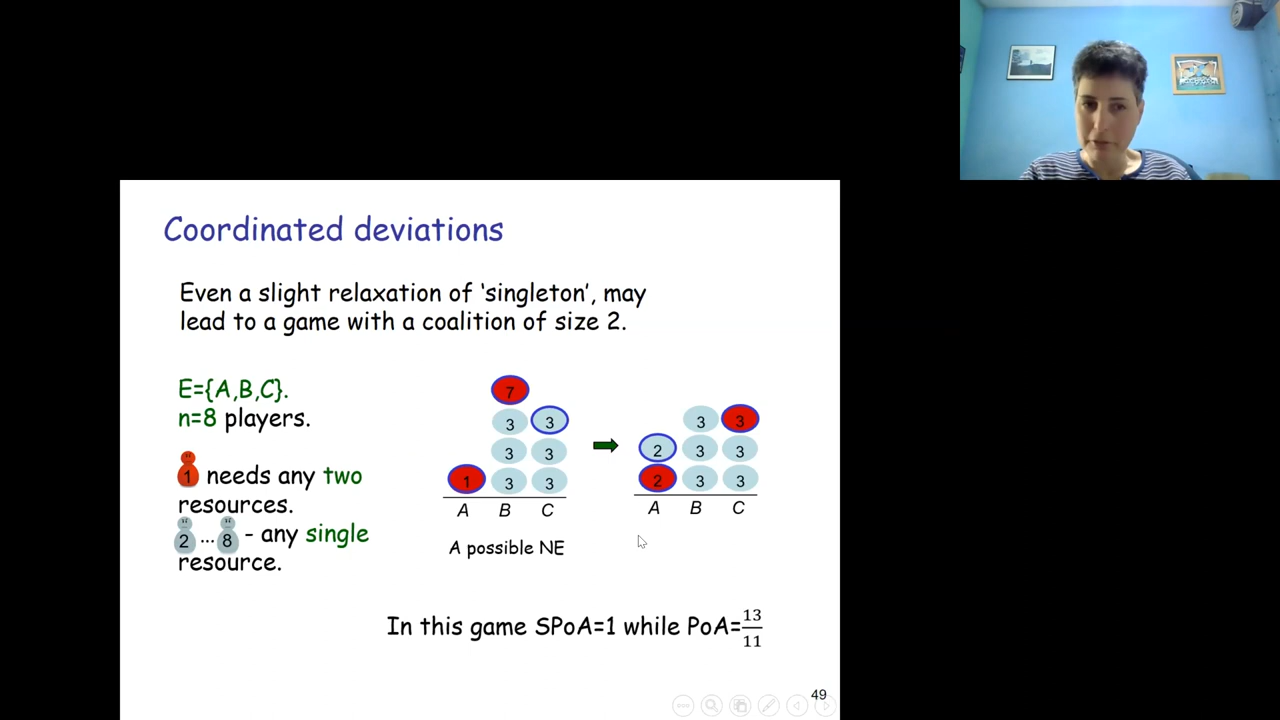 Coordinated deviations
Even a slight relaxation of ‘singleton’, may
lead to a game with a coalition of size 2.
E={A,B,C}.
n=8 players.
1 needs any two
resources.
2 ... 8 - any single
resource.
7
3 3
3 3
1 3 3
A B C
A possible NE
3 3
2 3 3
2 3 3
A B C
In this game SPoA=1 while PoA=13/11
49